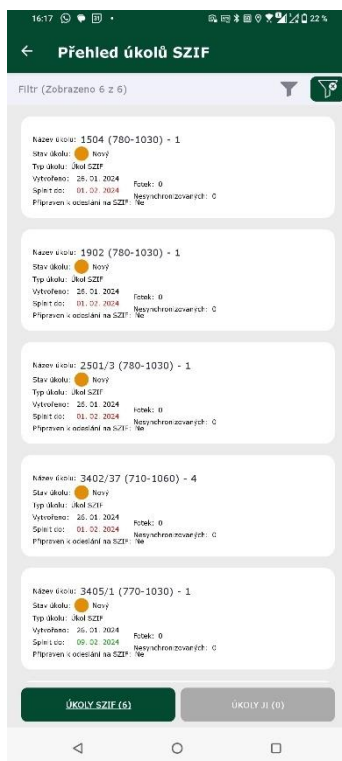 16:17 31 22 %
Přehled úkolů SZIF
Filtr (Zobrazeno 6 z 6)
Název úkolu: 1504 (780-1030) - 1
Stav úkolu: Nový
Typ úkolu: Úkol SZIF
Vytvořeno: 26. 01. 2024
Fotek: 0
Splnit do: 01. 02. 2024
Nesynchronizovaných: 0
Připraven k odeslání na SZIF: Ne
Název úkolu: 1902 (780-1030) - 1
Stav úkolu: Nový
Typ úkolu: Úkol SZIF
Vytvořeno: 26. 01. 2024
Fotek: 0
Splnit do: 01. 02. 2024
Nesynchronizovaných: 0
Připraven k odeslání na SZIF: Ne
Název úkolu: 2501/3 (780-1030) - 1
Stav úkolu: Nový
Typ úkolu: Úkol SZIF
Vytvořeno: 26. 01. 2024
Fotek: 0
Splnit do: 01. 02. 2024
Nesynchronizovaných: 0
Připraven k odeslání na SZIF: Ne
Název úkolu: 3402/37 (710-1060) - 4
Stav úkolu: Nový
Typ úkolu: Úkol SZIF
Vytvořeno: 26. 01. 2024
Fotek: 0
Splnit do: 01. 02. 2024
Nesynchronizovaných: 0
Připraven k odeslání na SZIF: Ne
Název úkolu: 3405/1 (770-1030) - 1
Stav úkolu: Nový
Typ úkolu: Úkol SZIF
Vytvořeno: 26. 01. 2024
Fotek: 0
Splnit do: 09. 02. 2024
Nesynchronizovaných: 0
Připraven k odeslání na SZIF: Ne
ÚKOLY SZIF (6)
ÚKOLY JI (0)